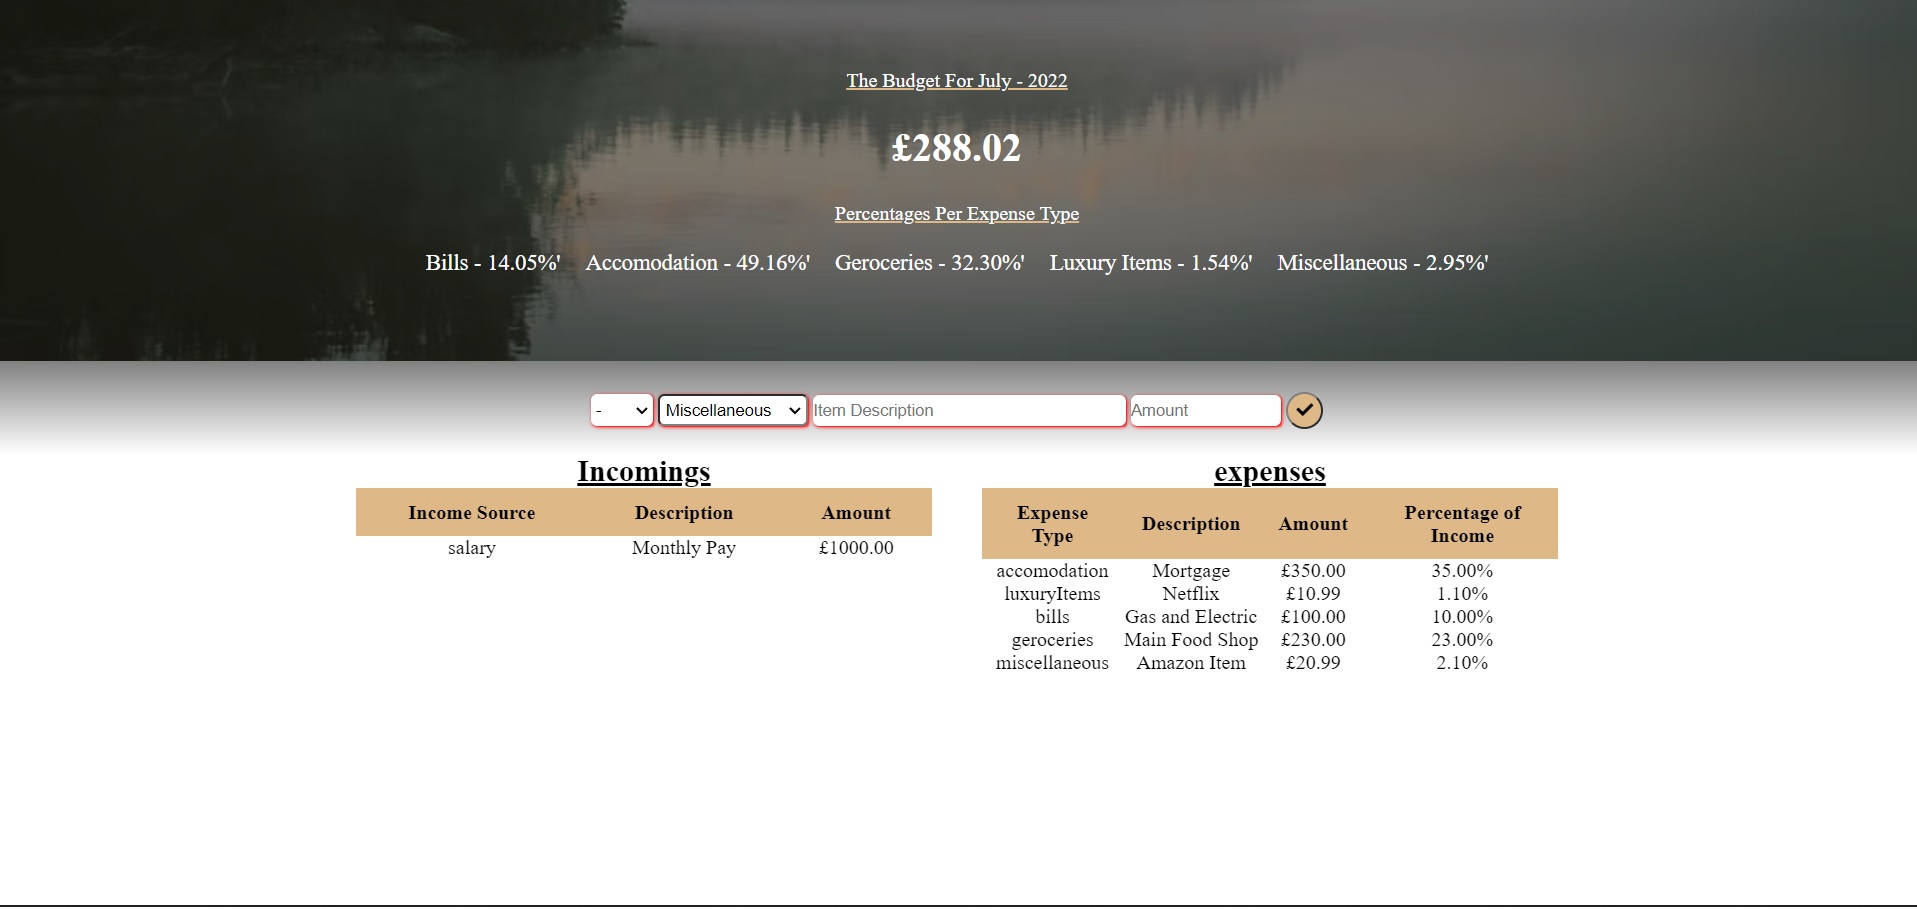 The Budget For July - 2022
£288.02
Percentages Per Expense Type
Bills - 14.05%' Accomodation - 49.16%' Geroceries - 32.30%' Luxury Items - 1.54%' Miscellaneous - 2.95%'
- Miscellaneous Item Description Amount
Incomings
Income Source Description Amount
salary Monthly Pay £1000.00
expenses
Expense Type Description Amount Percentage of Income
accomodation Mortgage £350.00 35.00%
luxuryItems Netflix £10.99 1.10%
bills Gas and Electric £100.00 10.00%
geroceries Main Food Shop £230.00 23.00%
miscellaneous Amazon Item £20.99 2.10%